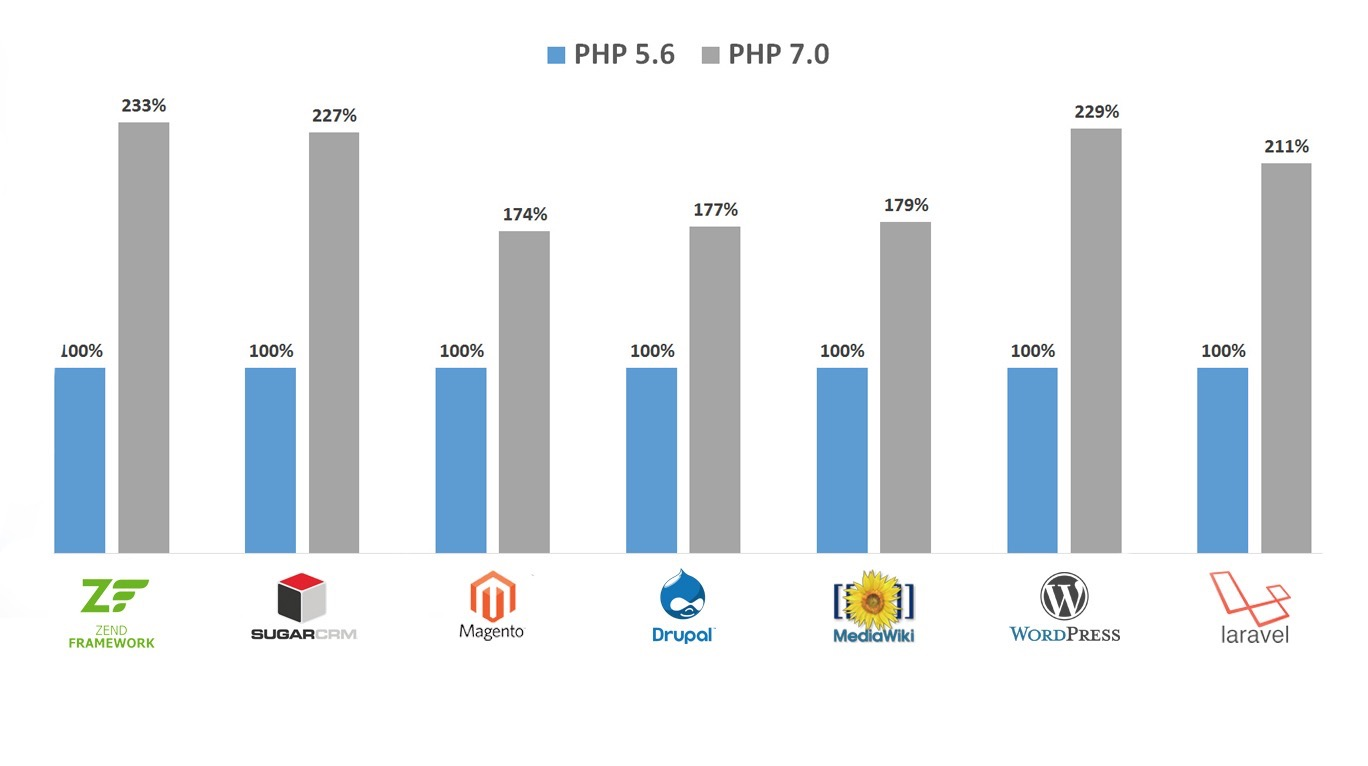 PHP 5.6 PHP 7.0
233% 227% 174% 177% 179% 229% 211%
100% 100% 100% 100% 100% 100% 100%
ZEND
FRAMEWORK
SUGARCRM
Magento
Drupal
MediaWiki
WORDPRESS
laravel